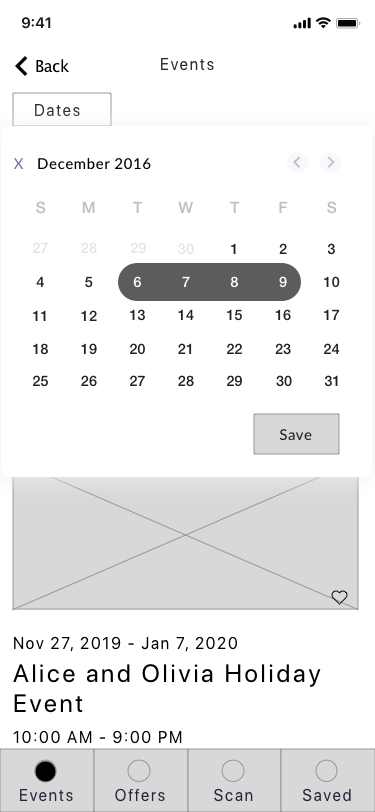 9:41
Back
Events
Dates
X December 2016
S M T W T F S
27 28 29 30 1 2 3
4 5 6 7 8 9 10
11 12 13 14 15 16 17
18 19 20 21 22 23 24
25 26 27 28 29 30 31
Save
Nov 27, 2019 - Jan 7, 2020
Alice and Olivia Holiday
Event
10:00 AM - 9:00 PM
Events Offers Scan Saved